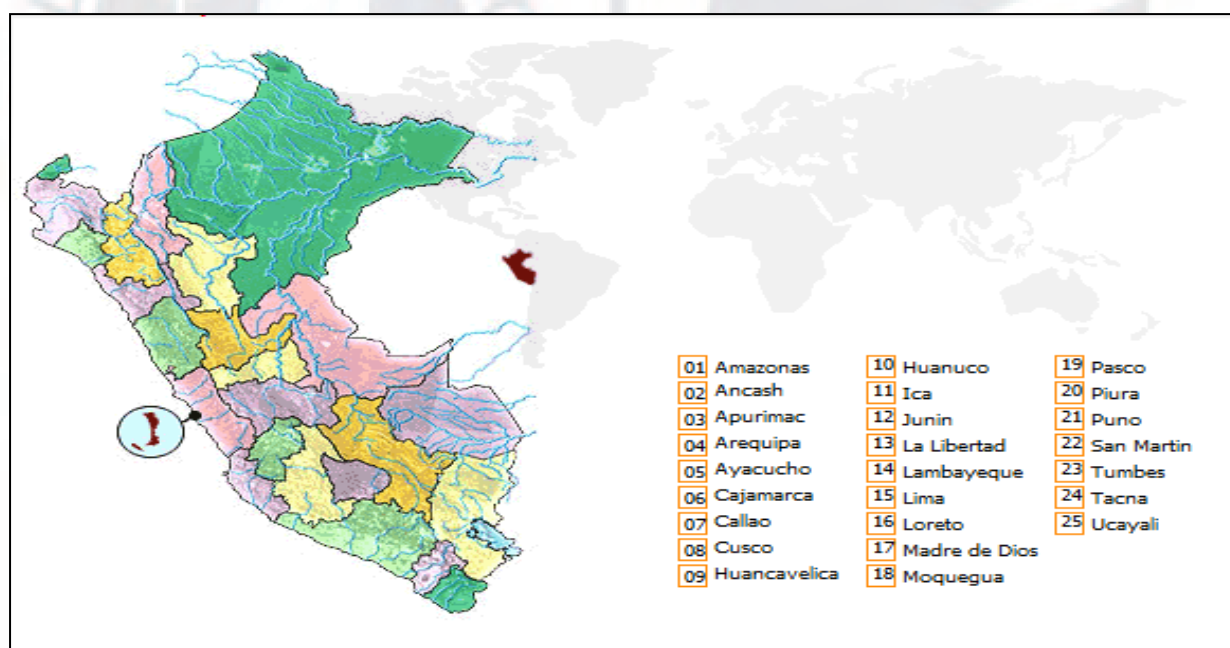 01 Amazonas
02 Ancash
03 Apurimac
04 Arequipa
05 Ayacucho
06 Cajamarca
07 Callao
08 Cusco
09 Huancavelica
10 Huanuco
11 Ica
12 Junin
13 La Libertad
14 Lambayeque
15 Lima
16 Loreto
17 Madre de Dios
18 Moquegua
19 Pasco
20 Piura
21 Puno
22 San Martin
23 Tumbes
24 Tacna
25 Ucayali